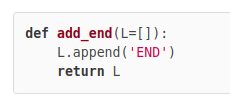 def add_end(L=[]):
    L.append('END')
    return L